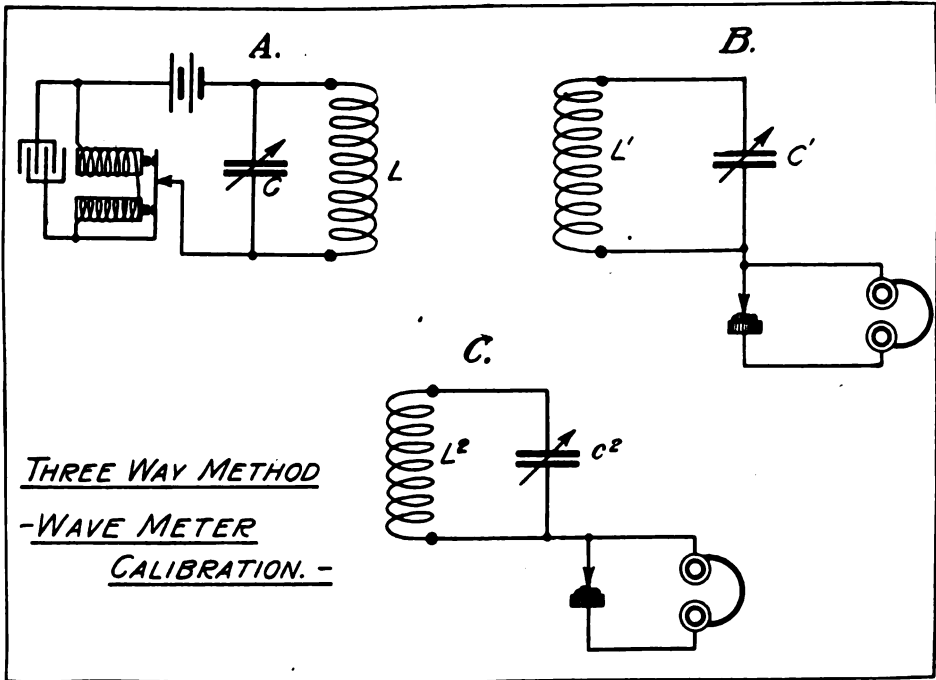 A.
B.
C
L
L'
C'
C.
L²
C²
THREE WAY METHOD
-WAVE METER
CALIBRATION.-